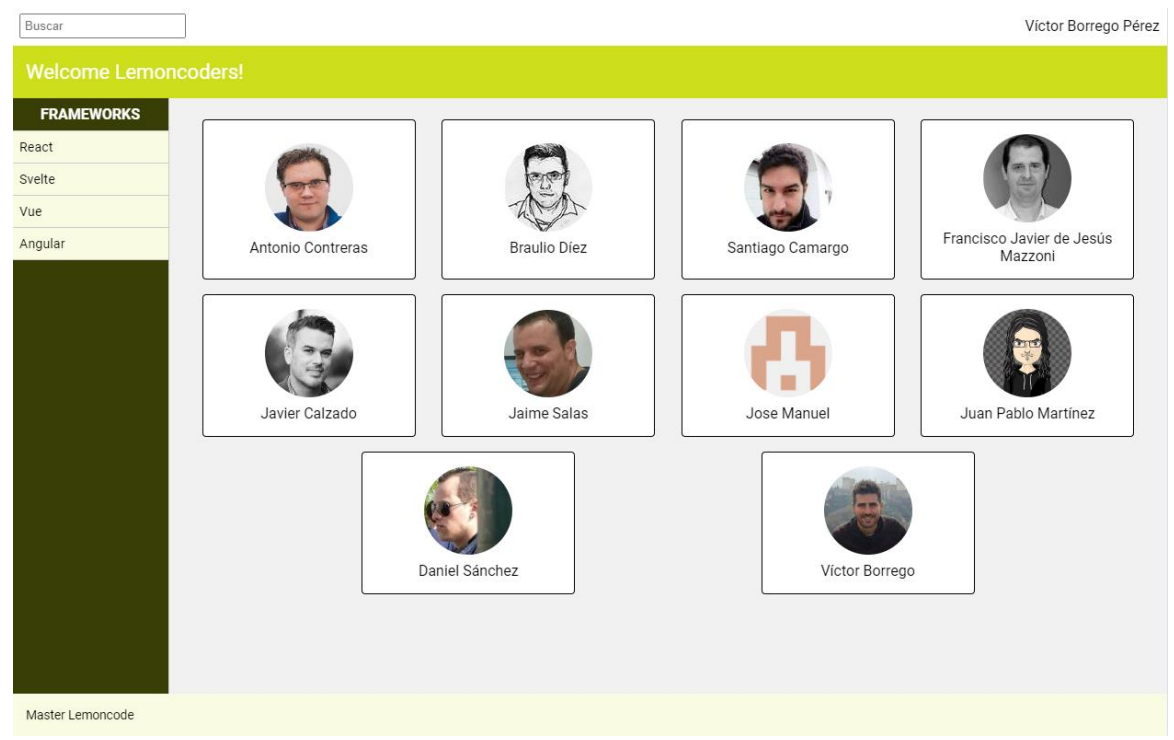 Buscar
Víctor Borrego Pérez
Welcome Lemoncoders!
FRAMEWORKS
React
Svelte
Vue
Angular
Antonio Contreras
Braulio Díez
Santiago Camargo
Francisco Javier de Jesús
Mazzoni
Javier Calzado
Jaime Salas
Jose Manuel
Juan Pablo Martínez
Daniel Sánchez
Víctor Borrego
Master Lemoncode